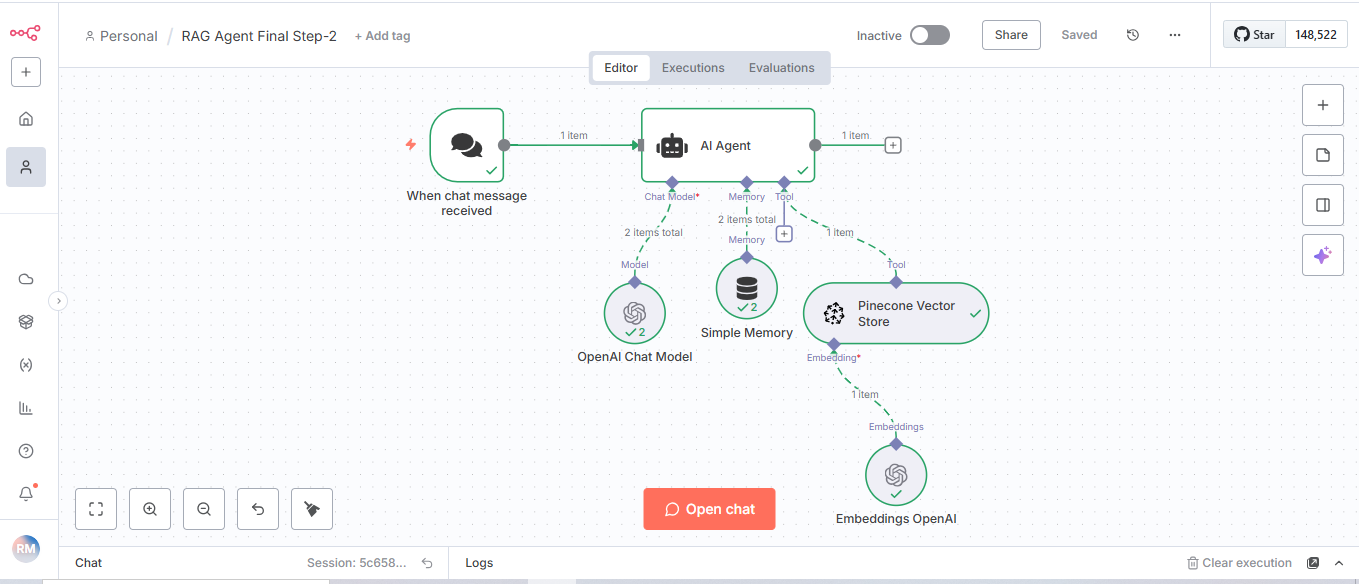 Personal / RAG Agent Final Step-2 + Add tag
Inactive
Share
Saved
Star 148,522
Editor Executions Evaluations
1 item
1 item
AI Agent
When chat message
received
Chat Model*
Memory
Tool
2 items total
2 items total
1 item
Memory
Model
Tool
2
2
Pinecone Vector
Store
Simple Memory
OpenAI Chat Model
Embedding*
1 item
Embeddings
Embeddings OpenAI
Open chat
RM
Chat
Session: 5c658...
Logs
Clear execution